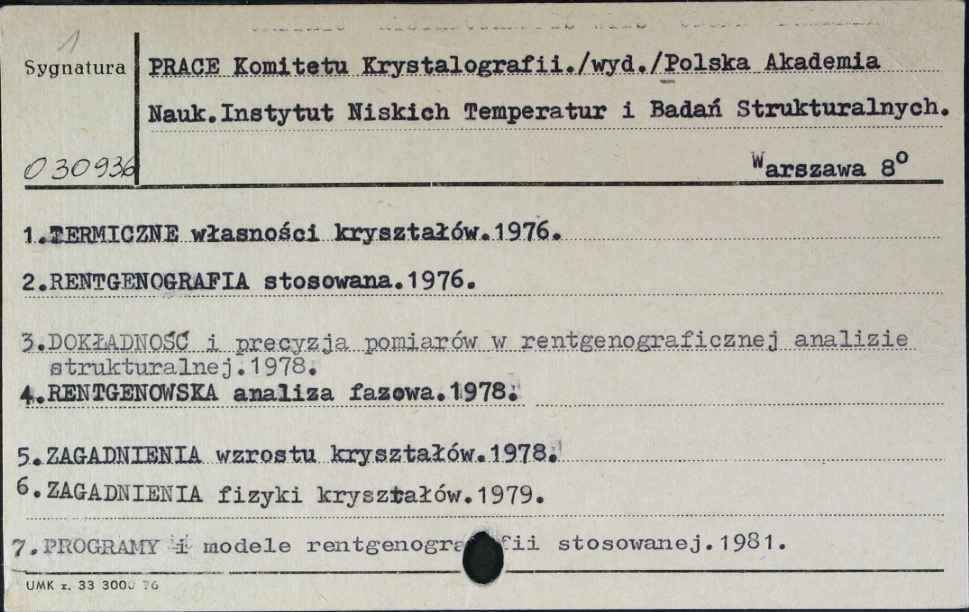 1
Sygnatura
PRACE Komitetu Krystalografii./wyd./Polska Akademia
Nauk.Instytut Niskich Temperatur i Badań Strukturalnych.
030936
Warszawa 8°
1.TERMICZNE własności kryształów.1976.
2.RENTGENOGRAFIA stosowana.1976.
3.DOKŁADNOŚĆ i precyzja pomiarów w rentgenograficznej analizie
strukturalnej.1978.
4.RENTGENOWSKA analiza fazowa.1978.
5.ZAGADNIENIA wzrostu kryształów.1978.
6.ZAGADNIENIA fizyki kryształów.1979.
7.PROGRAMY i modele stosowanej.1981.
UMK z. 33 3000 76